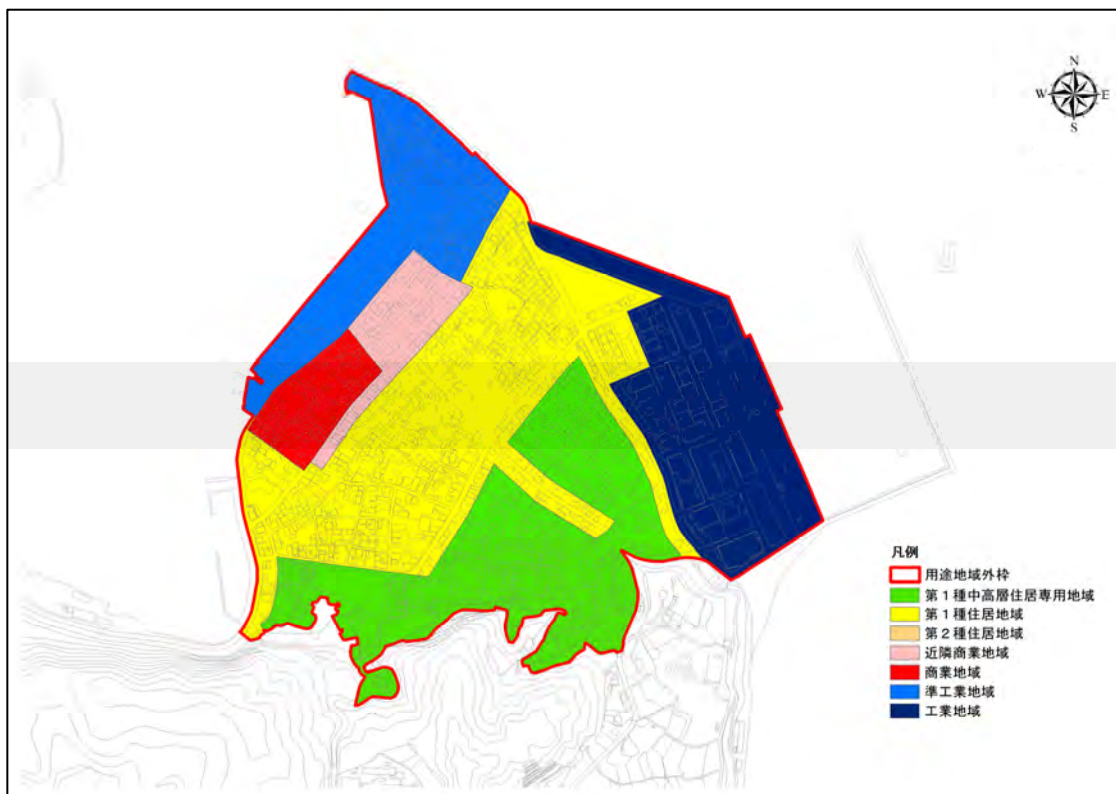 N
W E
S
凡例
用途地域外枠
第1種中高層住居専用地域
第1種住居地域
第2種住居地域
近隣商業地域
商業地域
準工業地域
工業地域